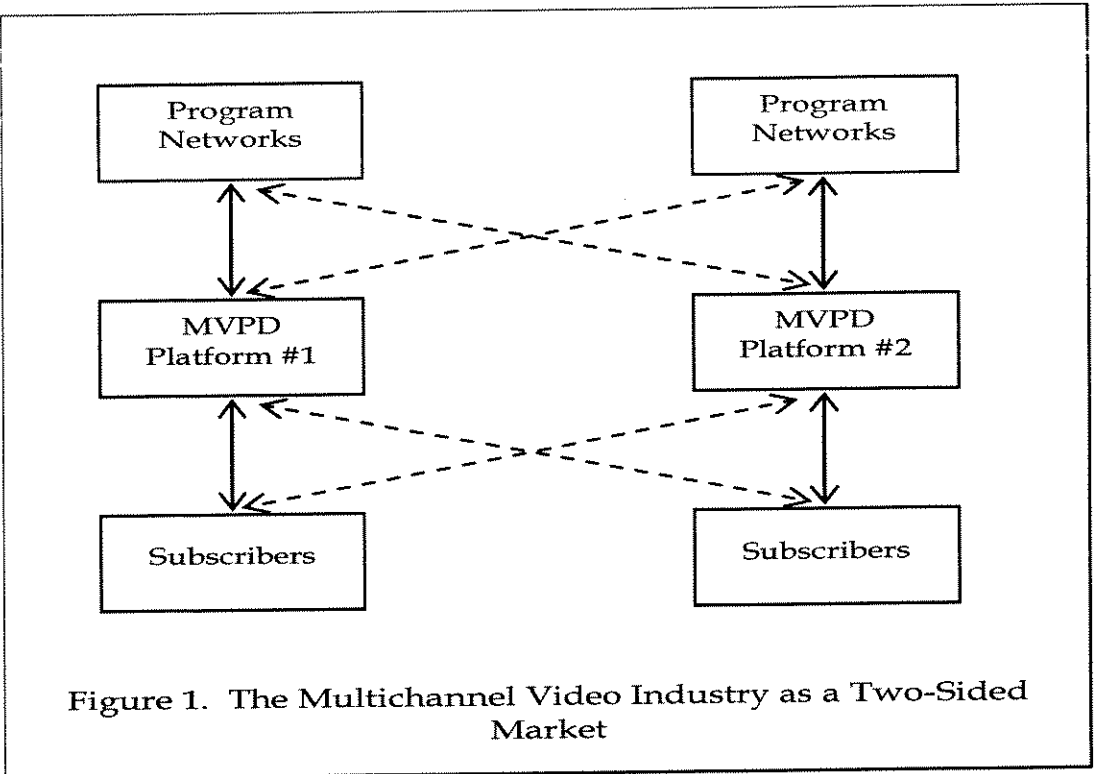 Program
Networks
Program
Networks
MVPD
Platform #1
MVPD
Platform #2
Subscribers
Subscribers
Figure 1. The Multichannel Video Industry as a Two-Sided
Market